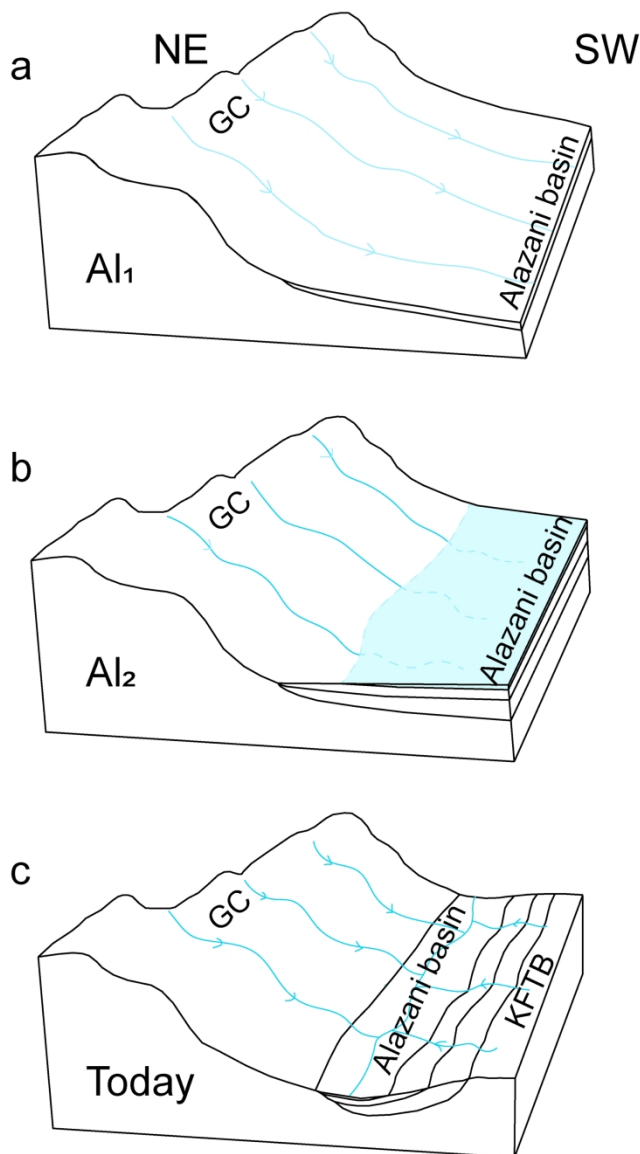 a
NE
SW
GC
Alazani basin
Al₁
b
GC
Alazani basin
Al₂
c
GC
Alazani basin
KFTB
Today